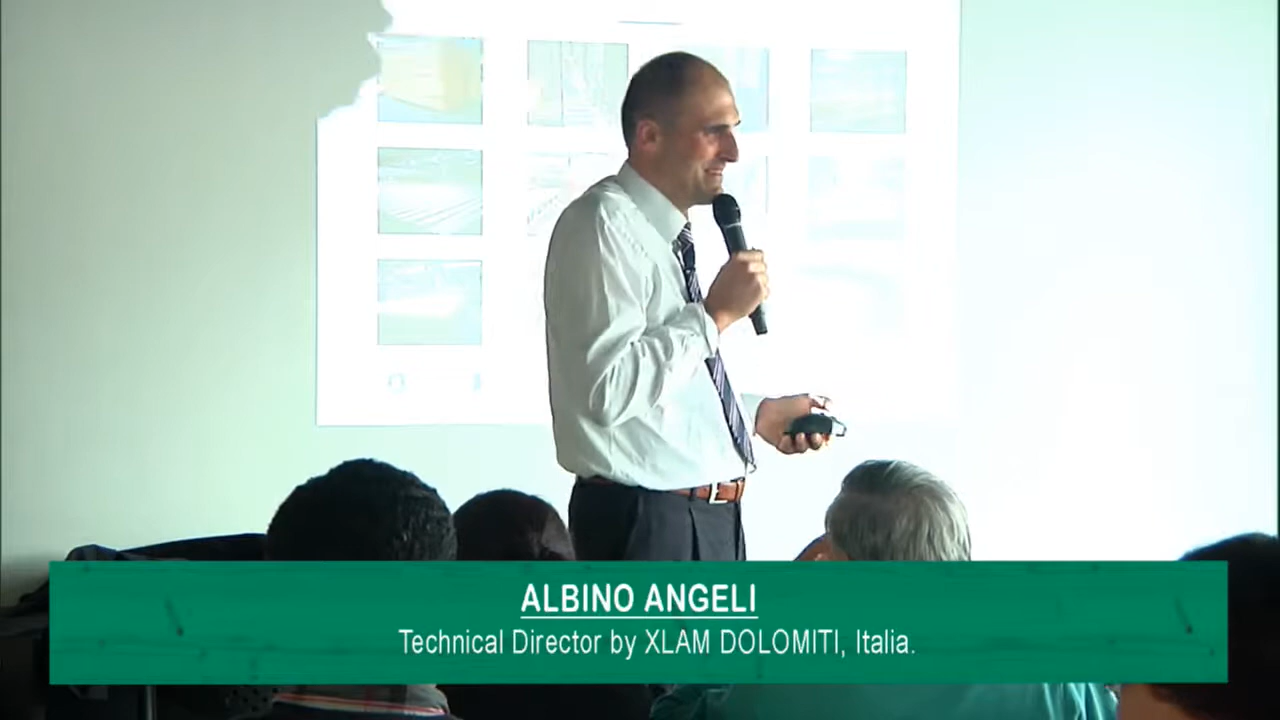 ALBINO ANGELI
Technical Director by XLAM DOLOMITI, Italia.